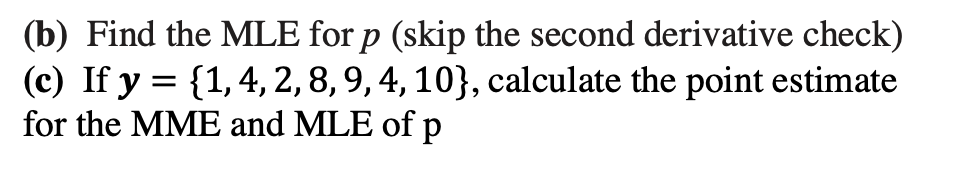 (b) Find the MLE for p (skip the second derivative check)
(c) If y = {1, 4, 2, 8, 9, 4, 10}, calculate the point estimate
for the MME and MLE of p